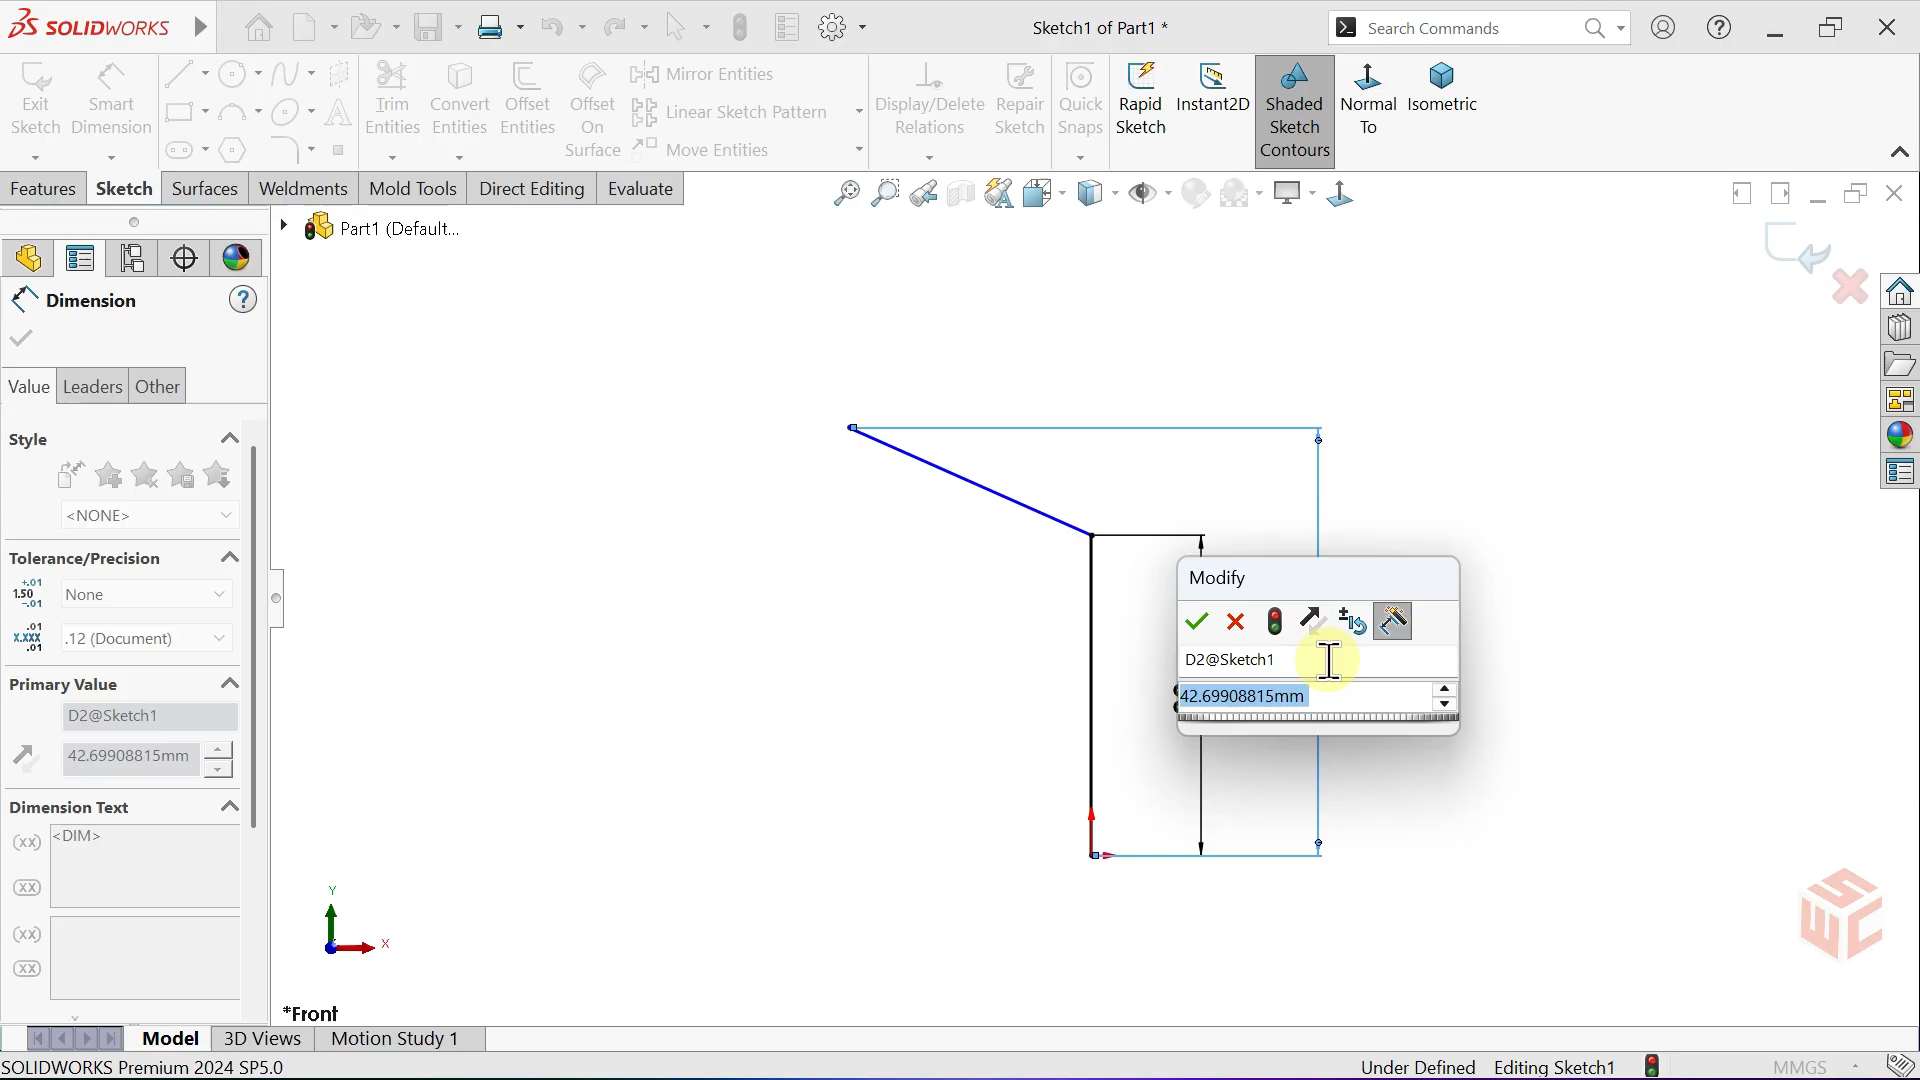 SOLIDWORKS
Sketch1 of Part1 *
Search Commands
Exit Sketch
Smart Dimension
Trim Entities
Convert Entities
Offset Entities
Offset On Surface
Mirror Entities
Linear Sketch Pattern
Move Entities
Display/Delete Relations
Repair Sketch
Quick Snaps
Rapid Sketch
Instant2D
Shaded Sketch Contours
Normal To
Isometric
Features
Sketch
Surfaces
Weldments
Mold Tools
Direct Editing
Evaluate
Part1 (Default...
Dimension
Value
Leaders
Other
Style
<NONE>
Tolerance/Precision
+.01
1.50
-.01
None
.01
X.XXX
.01
.12 (Document)
Primary Value
D2@Sketch1
42.69908815mm
Dimension Text
(xx)
<DIM>
(xx)
(xx)
(xx)
Modify
D2@Sketch1
42.69908815mm
Y
X
*Front
SWC
Model
3D Views
Motion Study 1
SOLIDWORKS Premium 2024 SP5.0
Under Defined
Editing Sketch1
MMGS